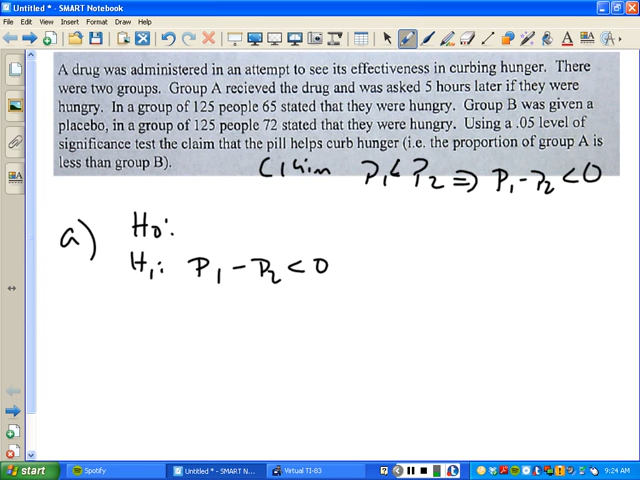 Untitled * - SMART Notebook
File Edit View Insert Format Draw Help
A drug was administered in an attempt to see its effectiveness in curbing hunger. There
were two groups. Group A recieved the drug and was asked 5 hours later if they were
hungry. In a group of 125 people 65 stated that they were hungry. Group B was given a
placebo, in a group of 125 people 72 stated that they were hungry. Using a .05 level of
significance test the claim that the pill helps curb hunger (i.e. the proportion of group A is
less than group B).
Claim P₁ < P₂ ⇒ P₁ - P₂ < 0
a) H0:
H₁: P₁ - P₂ < 0
start Spotify Untitled * - SMART No... Virtual TI-83 9:24 AM